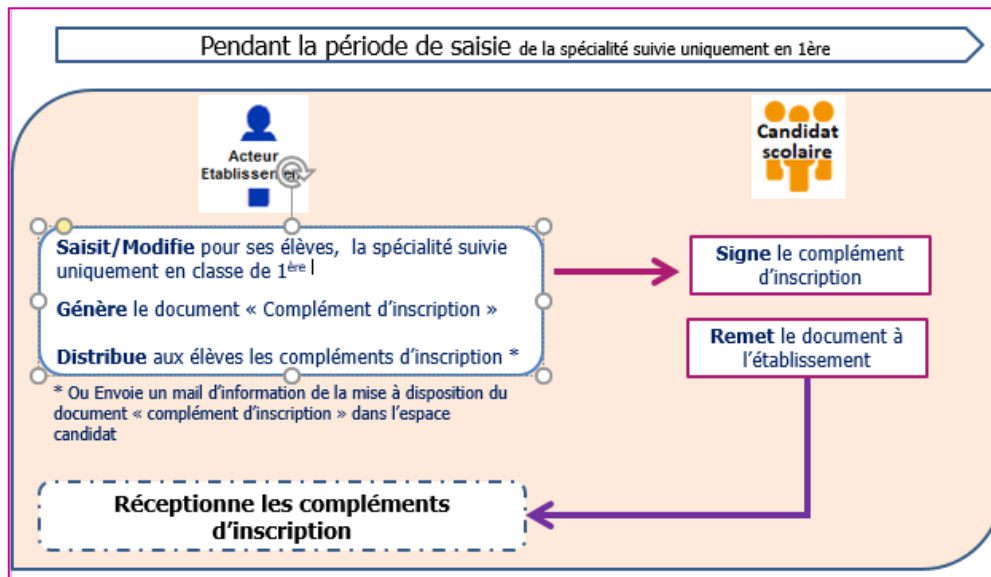 Pendant la période de saisie de la spécialité suivie uniquement en 1ère
Acteur
Etablissement
Candidat
scolaire
Saisit/Modifie pour ses élèves, la spécialité suivie
uniquement en classe de 1ère
Génère le document « Complément d'inscription »
Distribue aux élèves les compléments d'inscription *
* Ou Envoie un mail d'information de la mise à disposition du
document « complément d'inscription » dans l'espace
candidat
Signe le complément
d'inscription
Remet le document à
l'établissement
Réceptionne les compléments
d'inscription